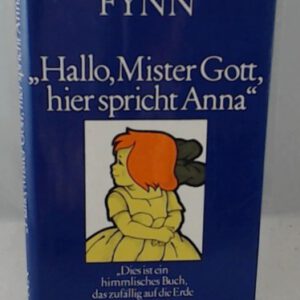 FYNN
„Hallo, Mister Gott,
hier spricht Anna“
„Dies ist ein
himmlisches Buch,
das zufällig auf die Erde